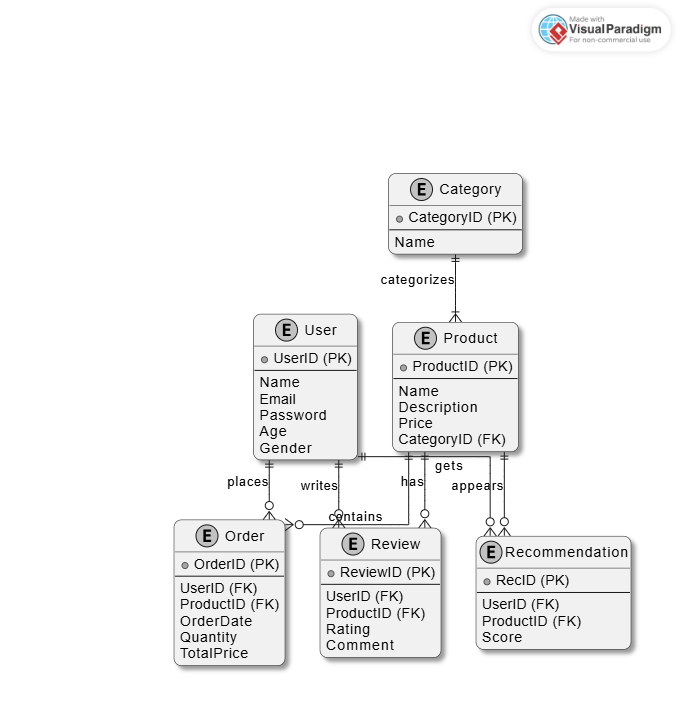 Made with
VisualParadigm
For non-commercial use
E Category
CategoryID (PK)
Name
categorizes
E User
UserID (PK)
Name
Email
Password
Age
Gender
E Product
ProductID (PK)
Name
Description
Price
CategoryID (FK)
places
writes
contains
has
gets
appears
E Order
OrderID (PK)
UserID (FK)
ProductID (FK)
OrderDate
Quantity
TotalPrice
E Review
ReviewID (PK)
UserID (FK)
ProductID (FK)
Rating
Comment
E Recommendation
RecID (PK)
UserID (FK)
ProductID (FK)
Score